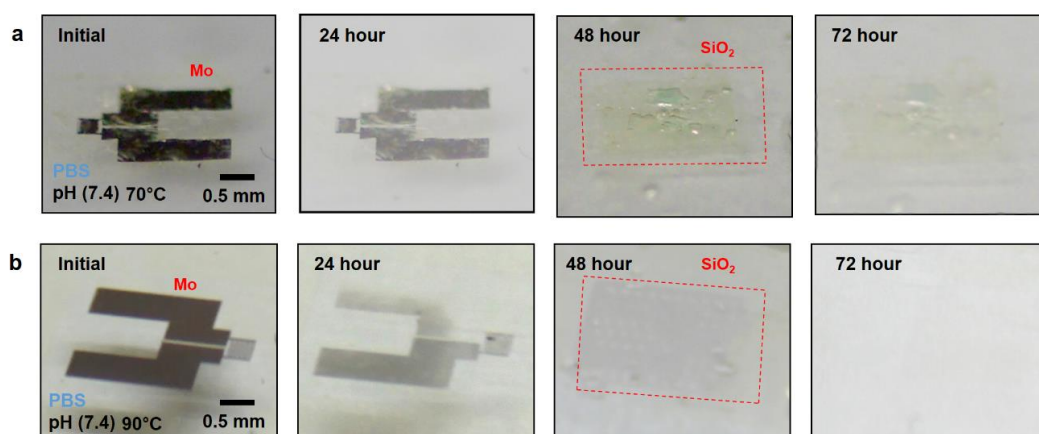 a
Initial
Mo
PBS
pH (7.4) 70°C
0.5 mm
24 hour
48 hour
SiO₂
72 hour
b
Initial
Mo
PBS
pH (7.4) 90°C
0.5 mm
24 hour
48 hour
SiO₂
72 hour